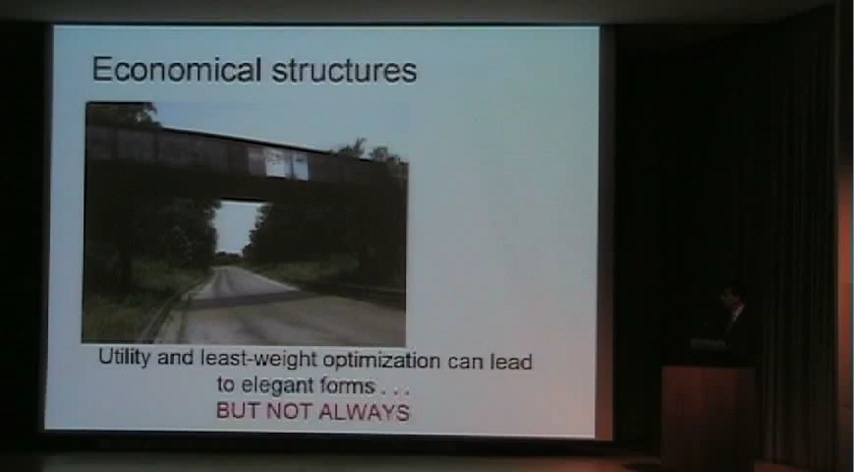 Economical structures
Utility and least-weight optimization can lead
to elegant forms . . .
BUT NOT ALWAYS